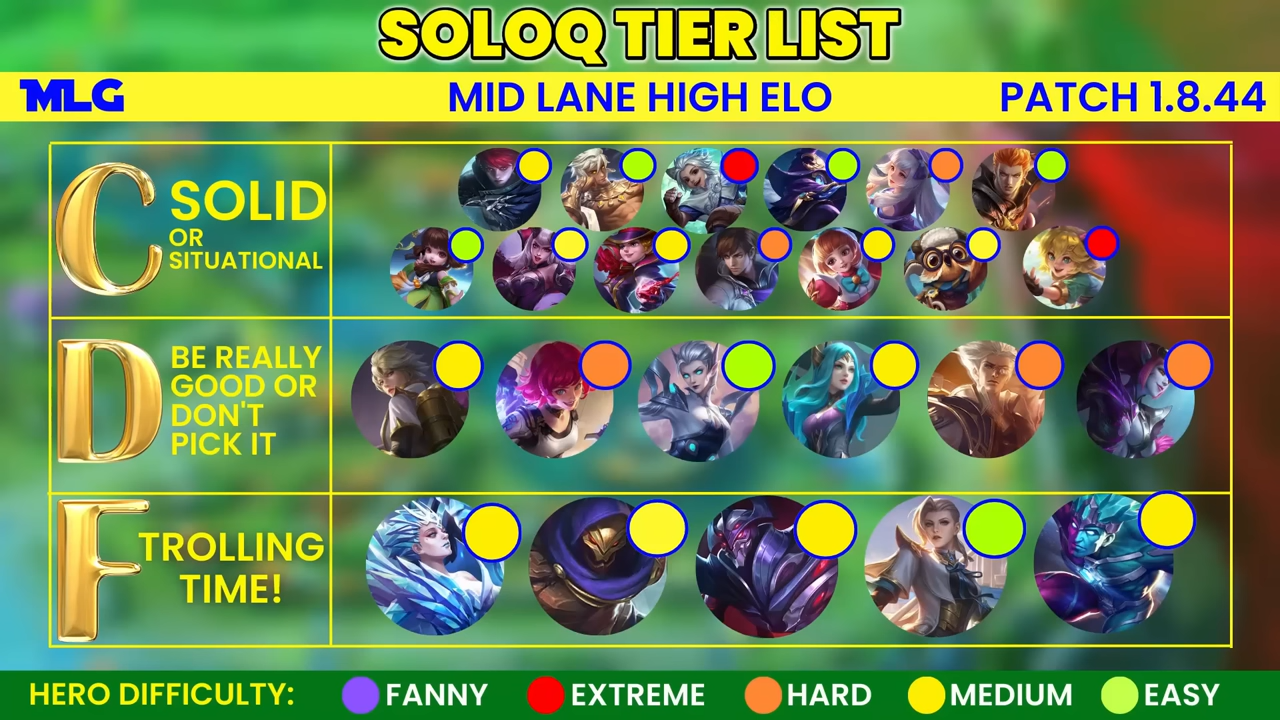 SOLOQ TIER LIST
MLG
MID LANE HIGH ELO
PATCH 1.8.44
C
SOLID
OR
SITUATIONAL
D
BE REALLY
GOOD OR
DON'T
PICK IT
F
TROLLING
TIME!
HERO DIFFICULTY:
FANNY
EXTREME
HARD
MEDIUM
EASY